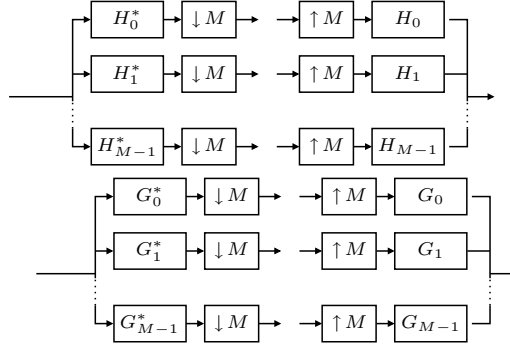 H_0^* ↓ M ↑ M H_0
H_1^* ↓ M ↑ M H_1
H_{M-1}^* ↓ M ↑ M H_{M-1}
G_0^* ↓ M ↑ M G_0
G_1^* ↓ M ↑ M G_1
G_{M-1}^* ↓ M ↑ M G_{M-1}